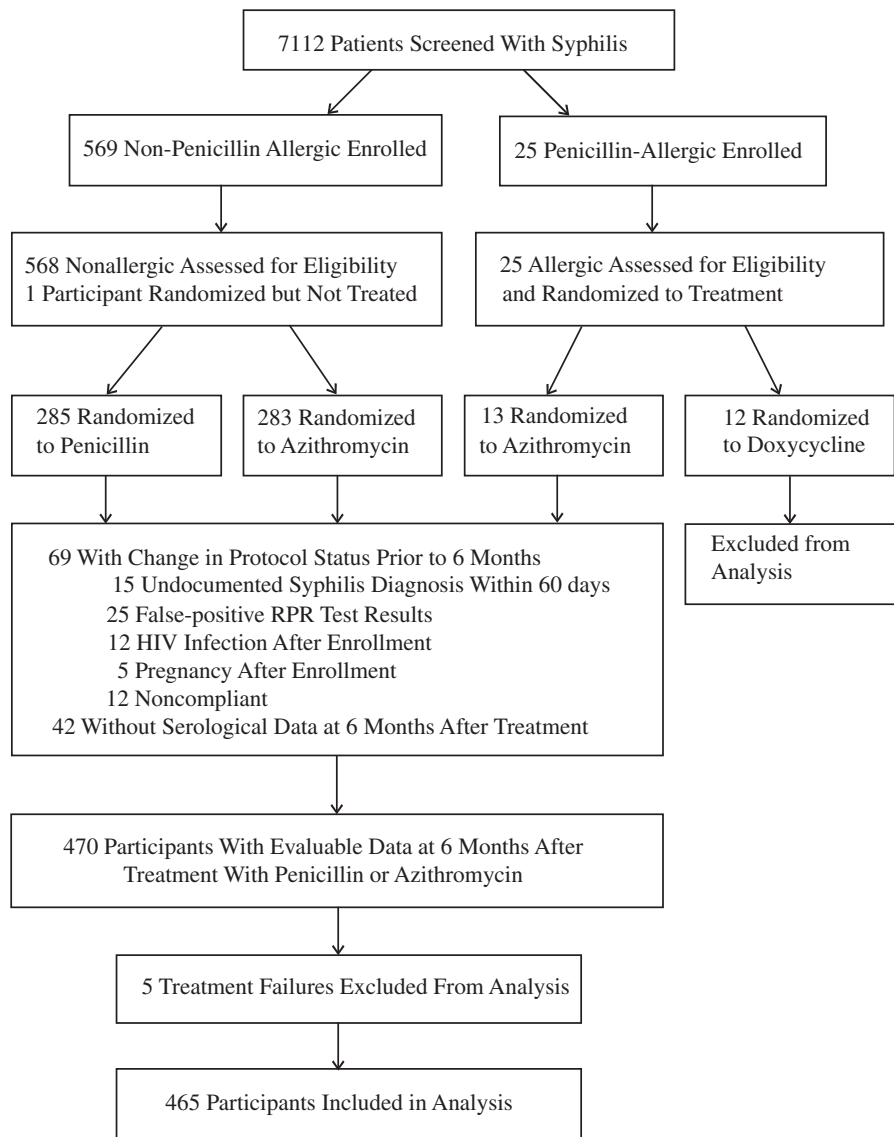 7112 Patients Screened With Syphilis
569 Non-Penicillin Allergic Enrolled
25 Penicillin-Allergic Enrolled
568 Nonallergic Assessed for Eligibility
1 Participant Randomized but Not Treated
25 Allergic Assessed for Eligibility
and Randomized to Treatment
285 Randomized
to Penicillin
283 Randomized
to Azithromycin
13 Randomized
to Azithromycin
12 Randomized
to Doxycycline
69 With Change in Protocol Status Prior to 6 Months
15 Undocumented Syphilis Diagnosis Within 60 days
25 False-positive RPR Test Results
12 HIV Infection After Enrollment
5 Pregnancy After Enrollment
12 Noncompliant
42 Without Serological Data at 6 Months After Treatment
Excluded from
Analysis
470 Participants With Evaluable Data at 6 Months After
Treatment With Penicillin or Azithromycin
5 Treatment Failures Excluded From Analysis
465 Participants Included in Analysis